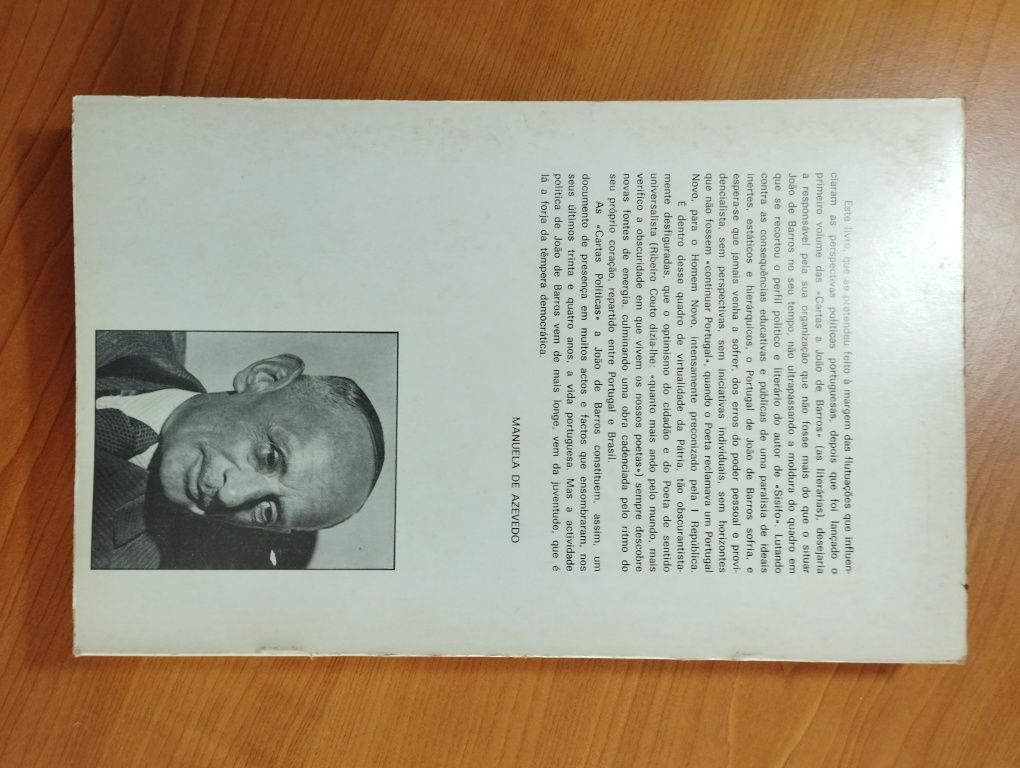 Este livro, que se pretendeu feito à margem das flutuações que influen-
ciaram as perspectivas políticas portuguesas, depois que foi lançado o
primeiro volume das «Cartas a João de Barros» (as literárias), desejaria
a responsável pela sua organização que não fosse mais do que o situar
João de Barros no seu tempo, não ultrapassando a moldura do quadro em
que se recortou o perfil político e literário do autor de «Sísifo». Lutando
contra as consequências educativas e públicas de uma paralisia de ideais
inertes, estáticos e hierárquicos, o Portugal de João de Barros sofria, e
espera-se que jamais venha a sofrer, dos erros do poder pessoal e provi-
dencialista, sem perspectivas, sem iniciativas individuais, sem horizontes
que não fossem «continuar Portugal», quando o Poeta reclamava um Portugal
Novo, para o Homem Novo, intensamente preconizado pela I República.
É dentro desse quadro de virtualidade da Pátria, tão obscurantista-
mente desfiguradas, que o optimismo do cidadão e do Poeta de sentido
universalista (Ribeiro Couto dizia-lhe: «quanto mais ando pelo mundo, mais
verifico a obscuridade em que vivem os nossos poetas») sempre descobre
novas fontes de energia, culminando uma obra cadenciada pelo ritmo do
seu próprio coração, repartido entre Portugal e Brasil.
As «Cartas Políticas» a João de Barros constituem, assim, um
documento de presença em muitos actos e factos que ensombraram, nos
seus últimos trinta e quatro anos, a vida portuguesa. Mas a actividade
política de João de Barros vem de mais longe, vem da juventude, que é
lá a forja da têmpera democrática.
MANUELA DE AZEVEDO